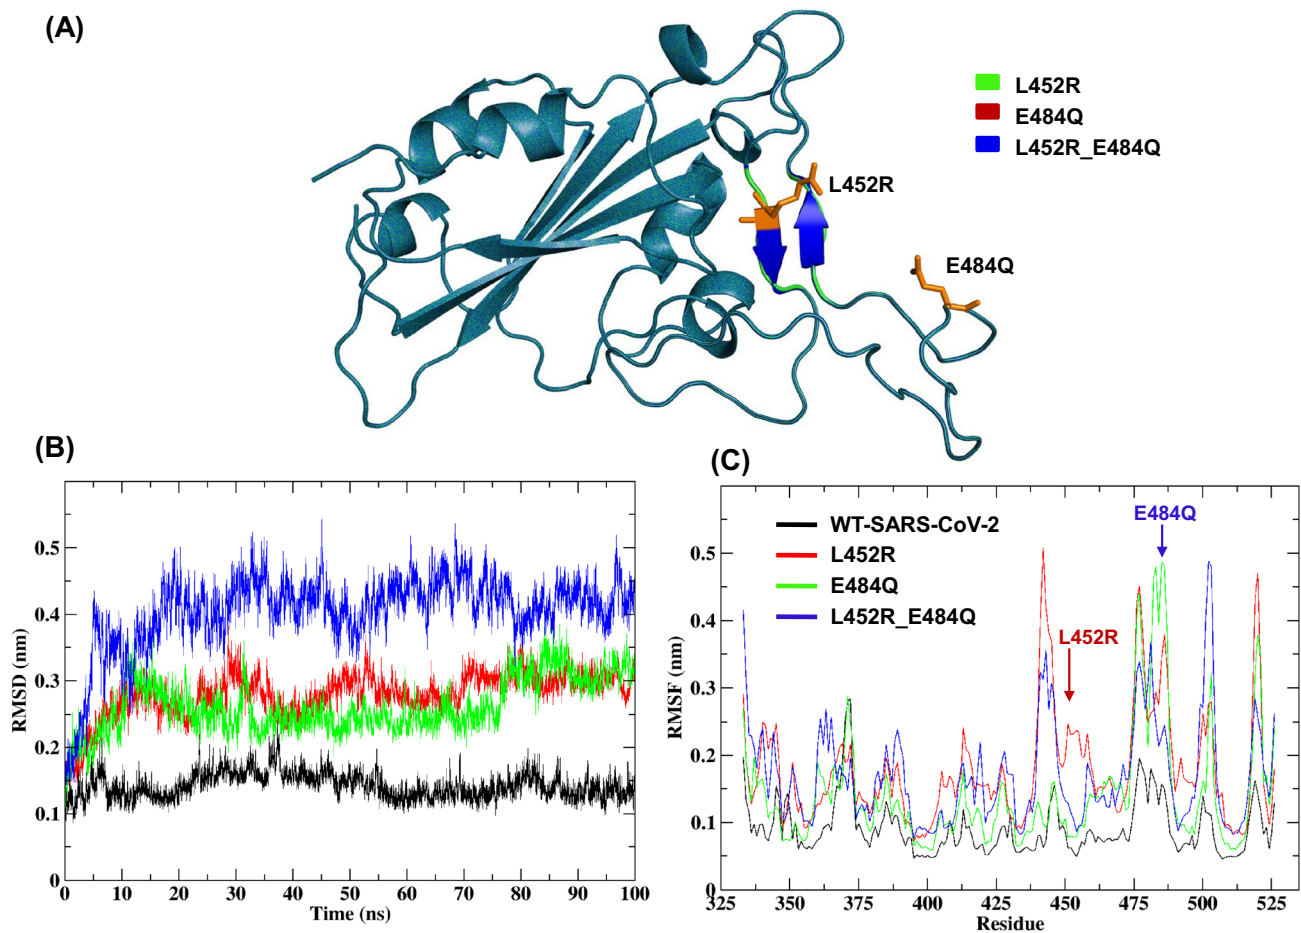 (A)
L452R
E484Q
L452R_E484Q
L452R
E484Q
(B)
RMSD (nm)
0.5
0.4
0.3
0.2
0.1
0
0 10 20 30 40 50 60 70 80 90 100
Time (ns)
(C)
RMSF (nm)
WT-SARS-CoV-2
L452R
E484Q
L452R_E484Q
E484Q
L452R
0.5
0.4
0.3
0.2
0.1
0
325 350 375 400 425 450 475 500 525
Residue